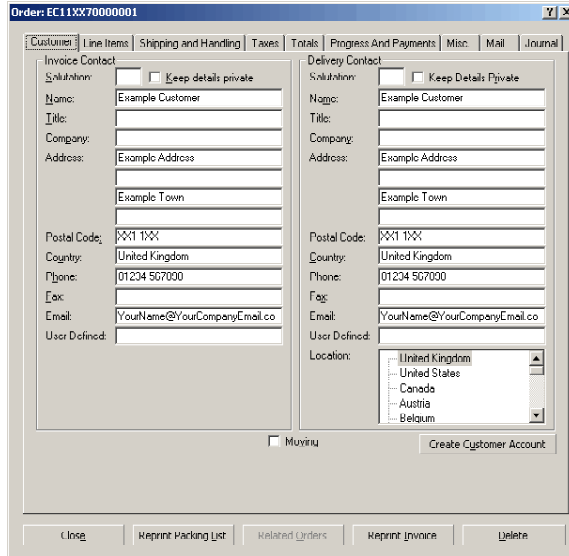 Order: EC11XX70000001
Customer Line Items Shipping and Handling Taxes Totals Progress And Payments Misc. Mail Journal
Invoice Contact
Salutation: Keep details private
Name: Example Customer
Title:
Company:
Address: Example Address
Example Town
Postal Code: XX1 1XX
Country: United Kingdom
Phone: 01234 567890
Fax:
Email: YourName@YourCompanyEmail.co
User Defined:
Delivery Contact
Salutation: Keep Details Private
Name: Example Customer
Title:
Company:
Address: Example Address
Example Town
Postal Code: XX1 1XX
Country: United Kingdom
Phone: 01234 567890
Fax:
Email: YourName@YourCompanyEmail.co
User Defined:
Location: United Kingdom
United States
Canada
Austria
Belgium
Moving
Create Customer Account
Close Reprint Packing List Related Orders Reprint Invoice Delete